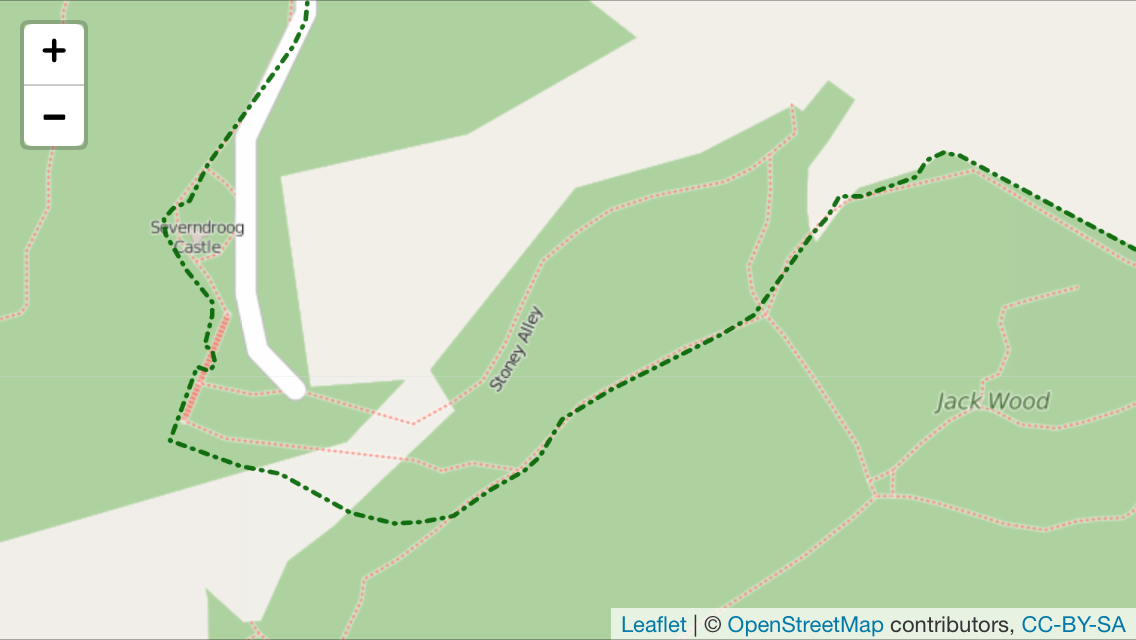 +
−
Severndroog
Castle
Stoney Alley
Jack Wood
Leaflet | © OpenStreetMap contributors, CC-BY-SA